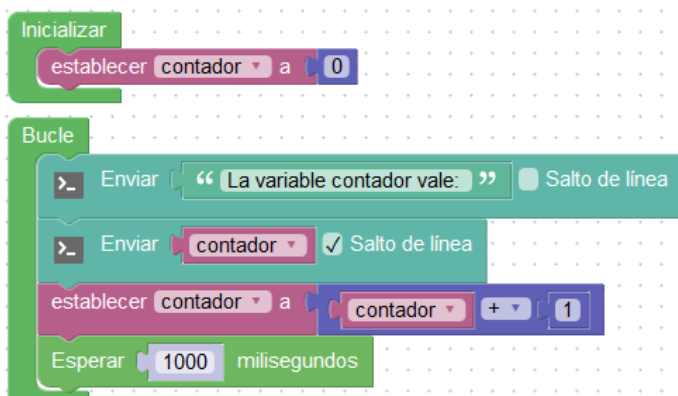 Inicializar
establecer contador a 0
Bucle
Enviar “ La variable contador vale: ” Salto de línea
Enviar contador Salto de línea
establecer contador a contador + 1
Esperar 1000 milisegundos